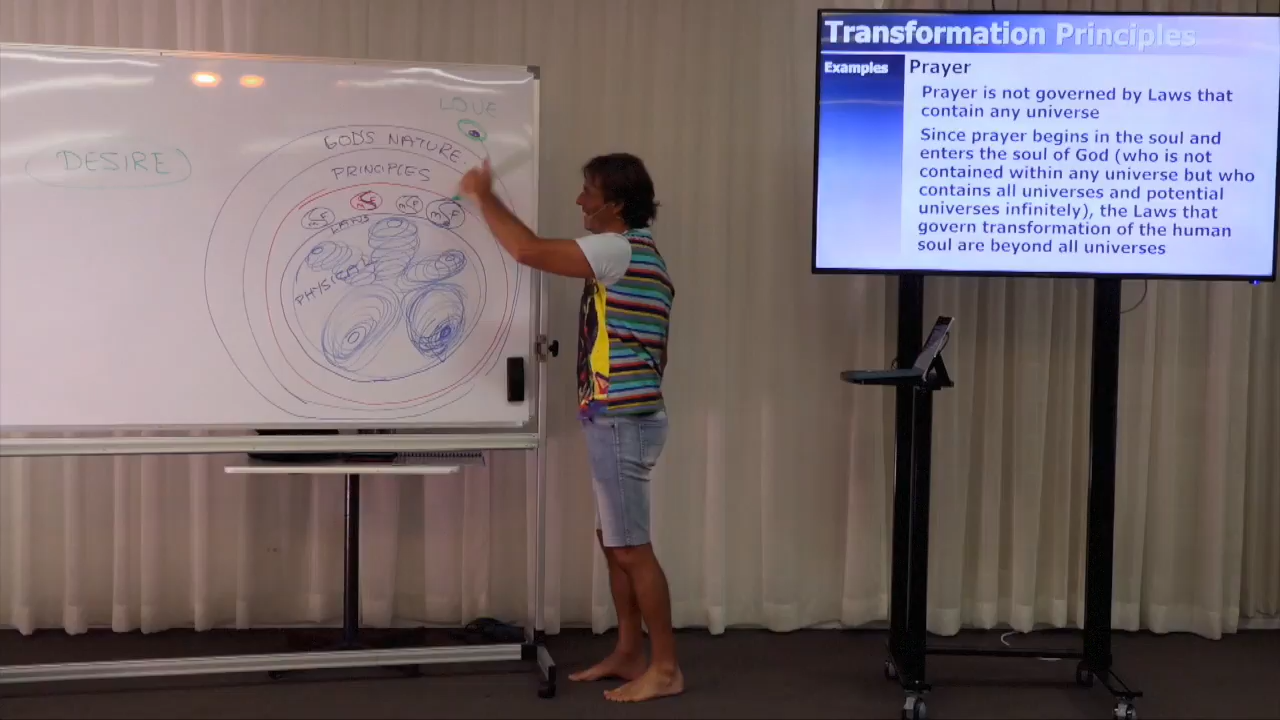 LOVE
GOD'S NATURE.
DESIRE
PRINCIPLES
M F
M F
M F
M F
LAWS
PHYSICAL
Transformation Principles
Examples
Prayer
Prayer is not governed by Laws that
contain any universe
Since prayer begins in the soul and
enters the soul of God (who is not
contained within any universe but who
contains all universes and potential
universes infinitely), the Laws that
govern transformation of the human
soul are beyond all universes